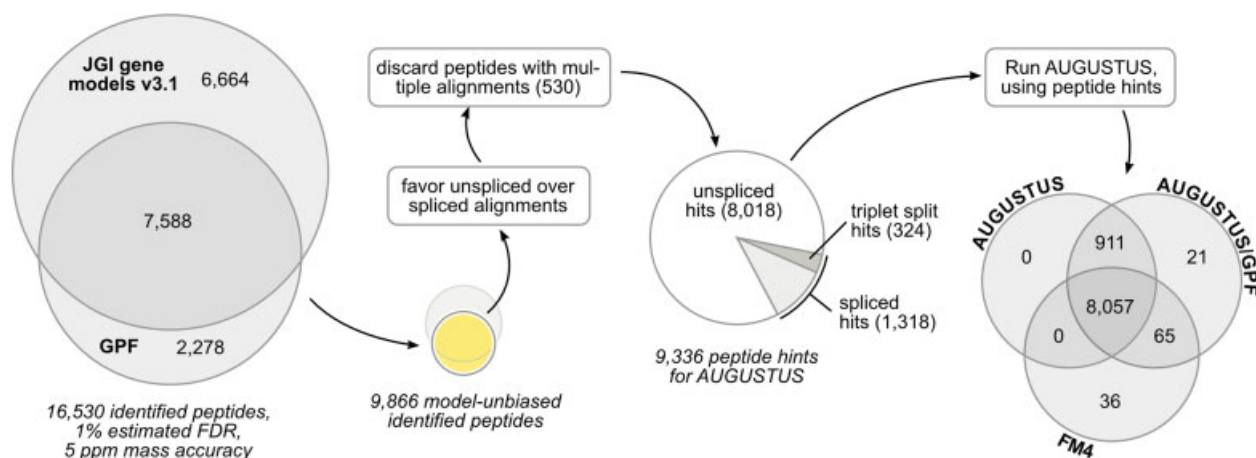 JGI gene
models v3.1
6,664
7,588
GPF
2,278
16,530 identified peptides,
1% estimated FDR,
5 ppm mass accuracy
discard peptides with mul-
tiple alignments (530)
favor unspliced over
spliced alignments
9,866 model-unbiased
identified peptides
unspliced
hits (8,018)
triplet split
hits (324)
spliced
hits (1,318)
9,336 peptide hints
for AUGUSTUS
Run AUGUSTUS,
using peptide hints
AUGUSTUS
AUGUSTUS/GPF
0
911
21
8,057
0
65
36
FM4